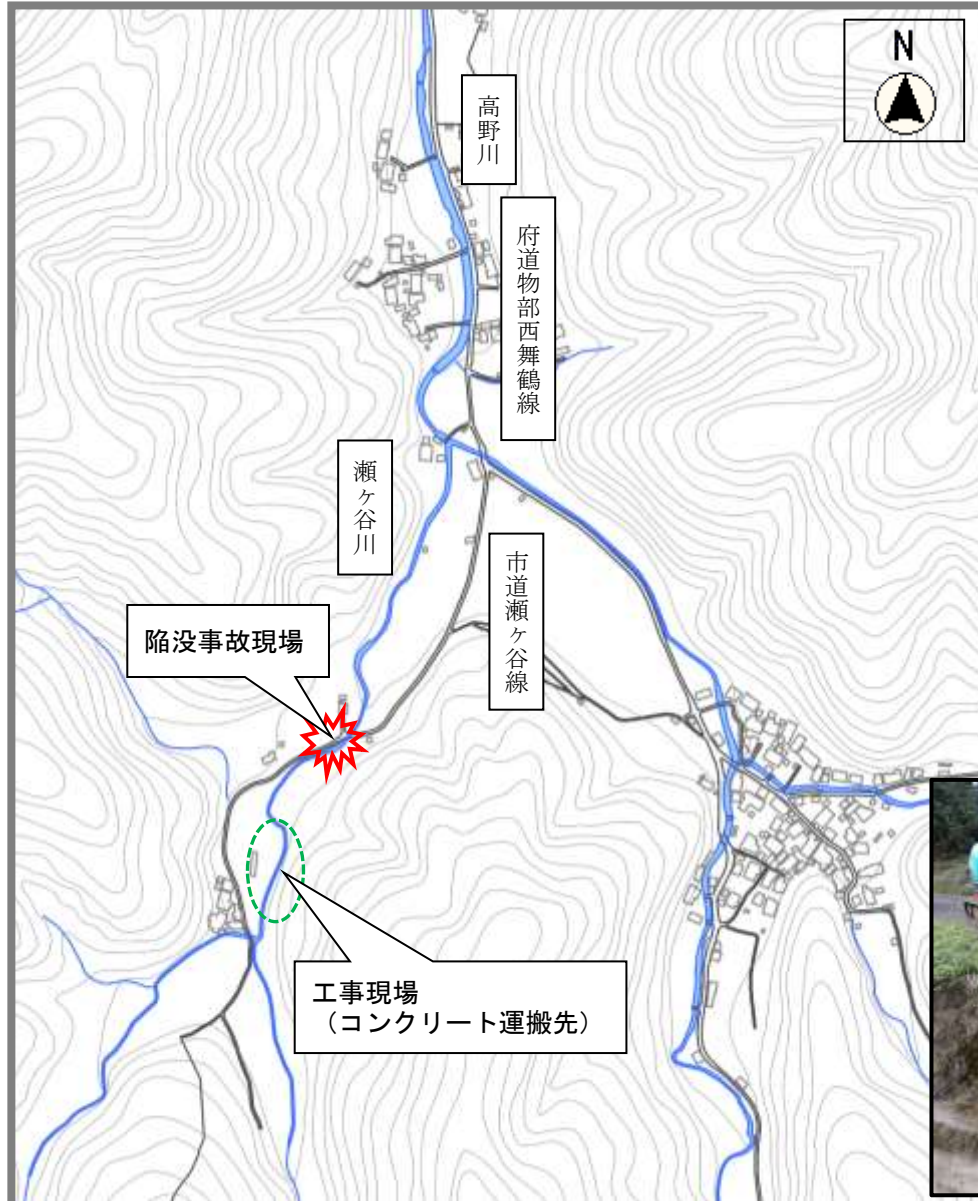 N
高野川
府道物部西舞鶴線
瀬ヶ谷川
市道瀬ヶ谷線
陥没事故現場
工事現場
（コンクリート運搬先）